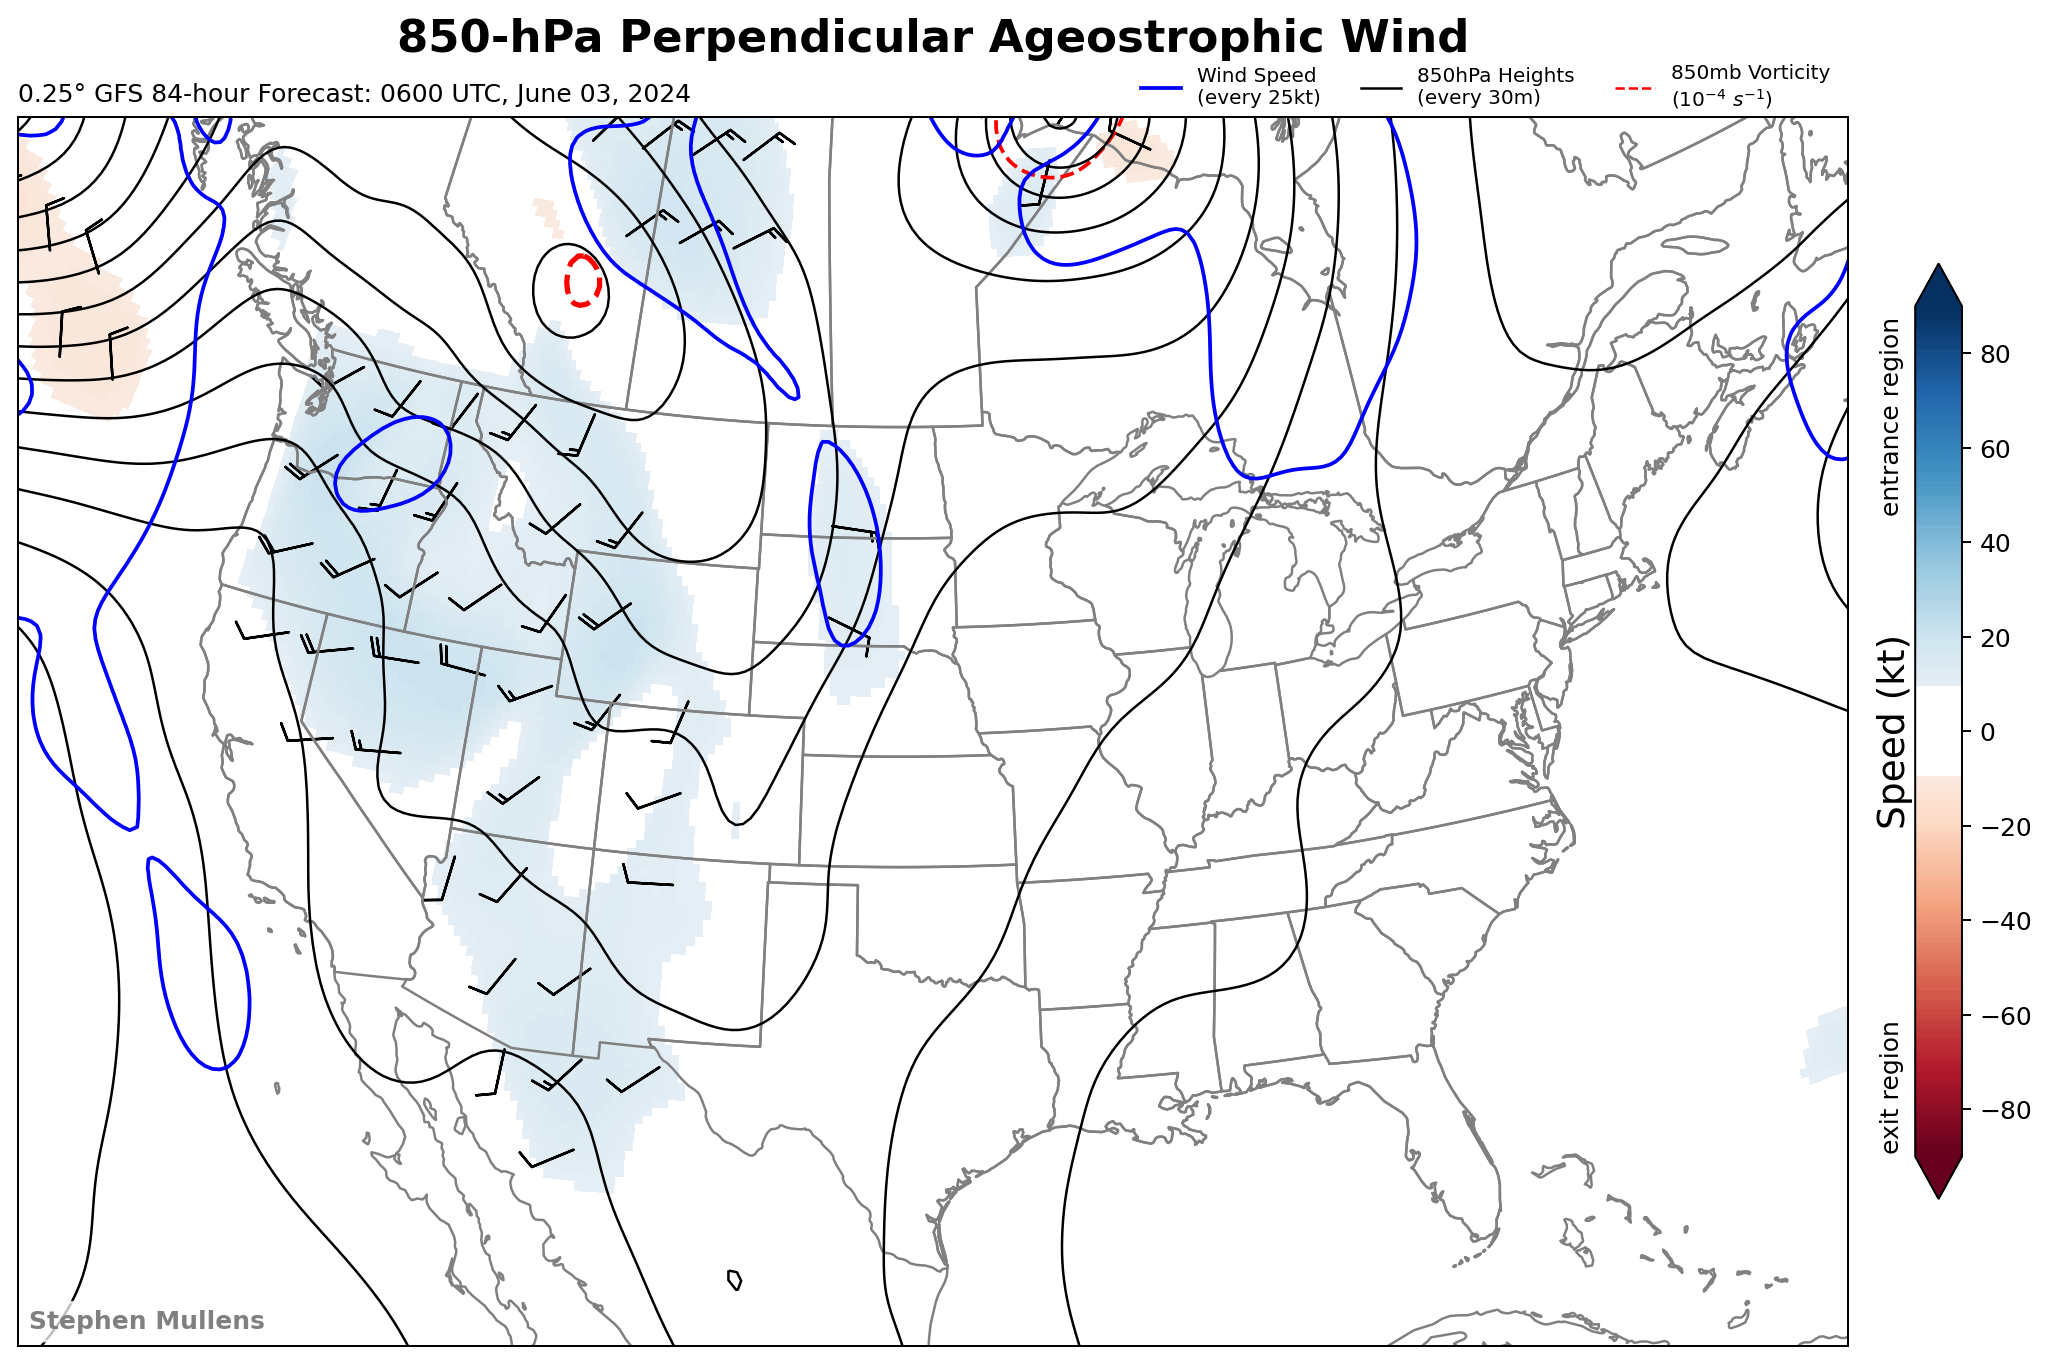 850-hPa Perpendicular Ageostrophic Wind
0.25° GFS 84-hour Forecast: 0600 UTC, June 03, 2024
Wind Speed
(every 25kt)
850hPa Heights
(every 30m)
850mb Vorticity
(10⁻⁴ s⁻¹)
entrance region
Speed (kt)
exit region
80
60
40
20
0
−20
−40
−60
−80
Stephen Mullens